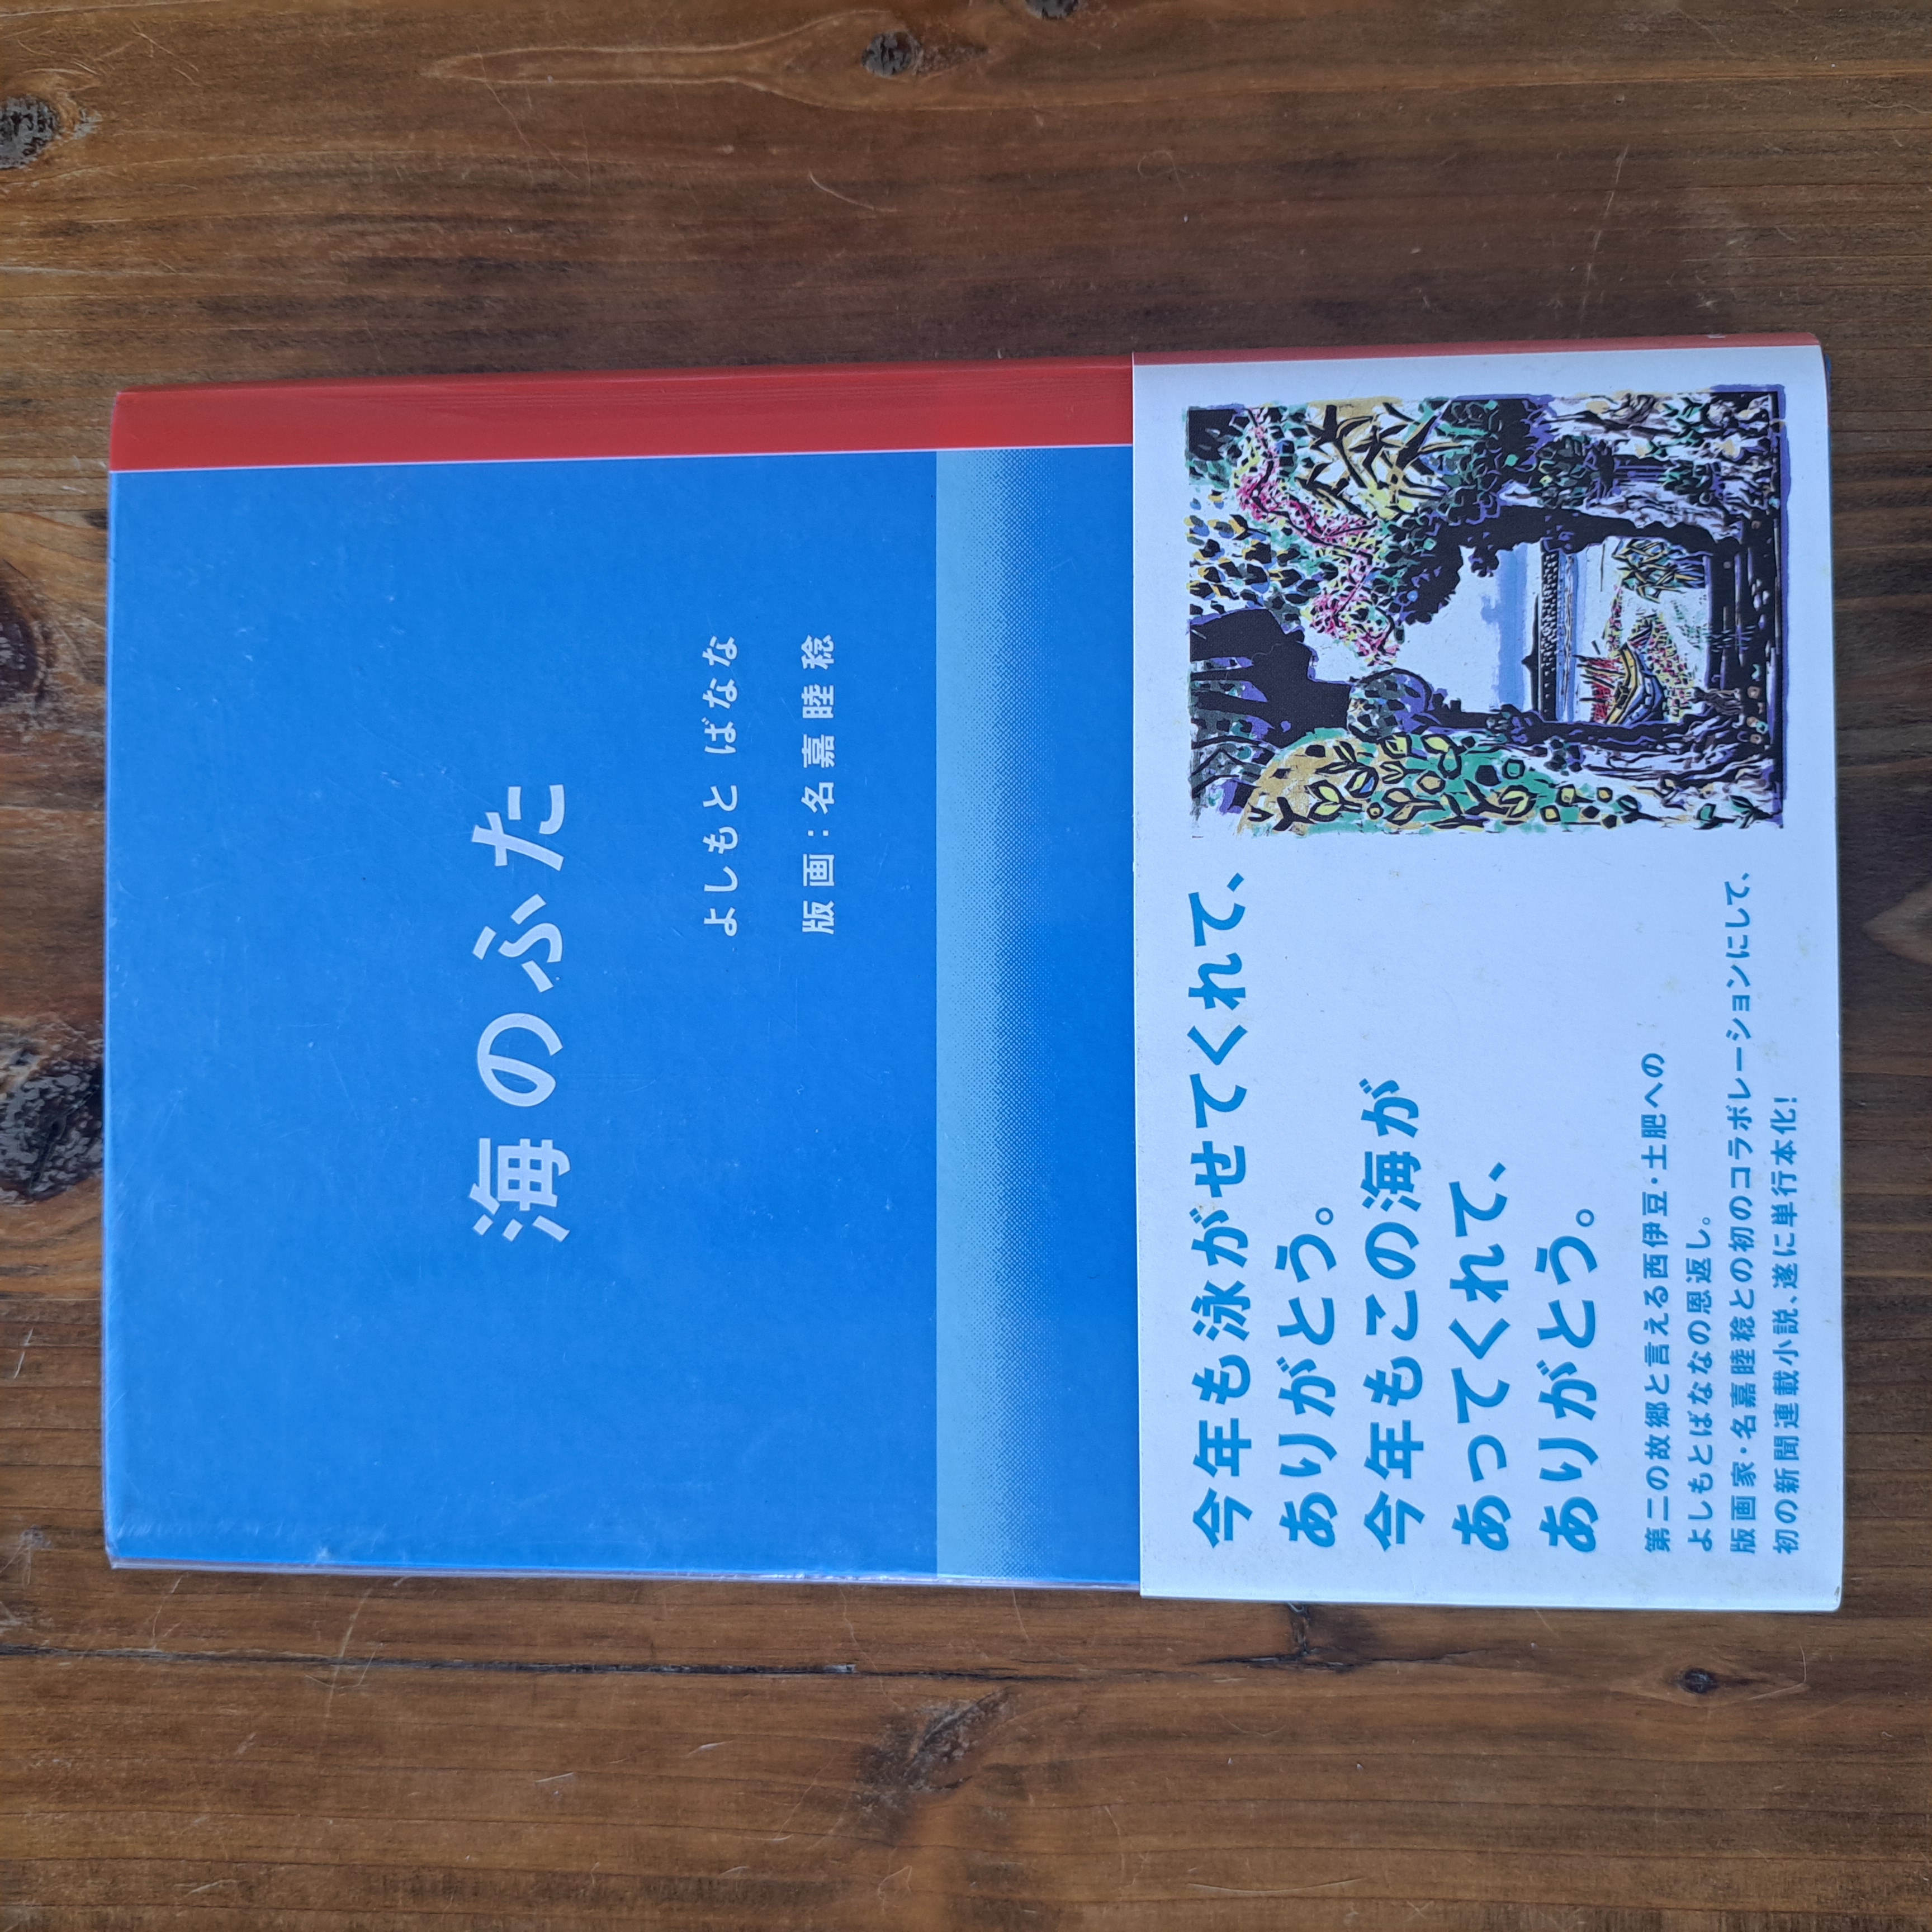 海のふた
よしもとばなな
版画：名嘉睦稔
今年も泳がせてくれて、
ありがとう。
今年もこの海が
あってくれて、
ありがとう。
第二の故郷と言える西伊豆・土肥への
よしもとばななの恩返し。
版画家・名嘉睦稔との初のコラボレーションにして、
初の新聞連載小説、遂に単行本化！